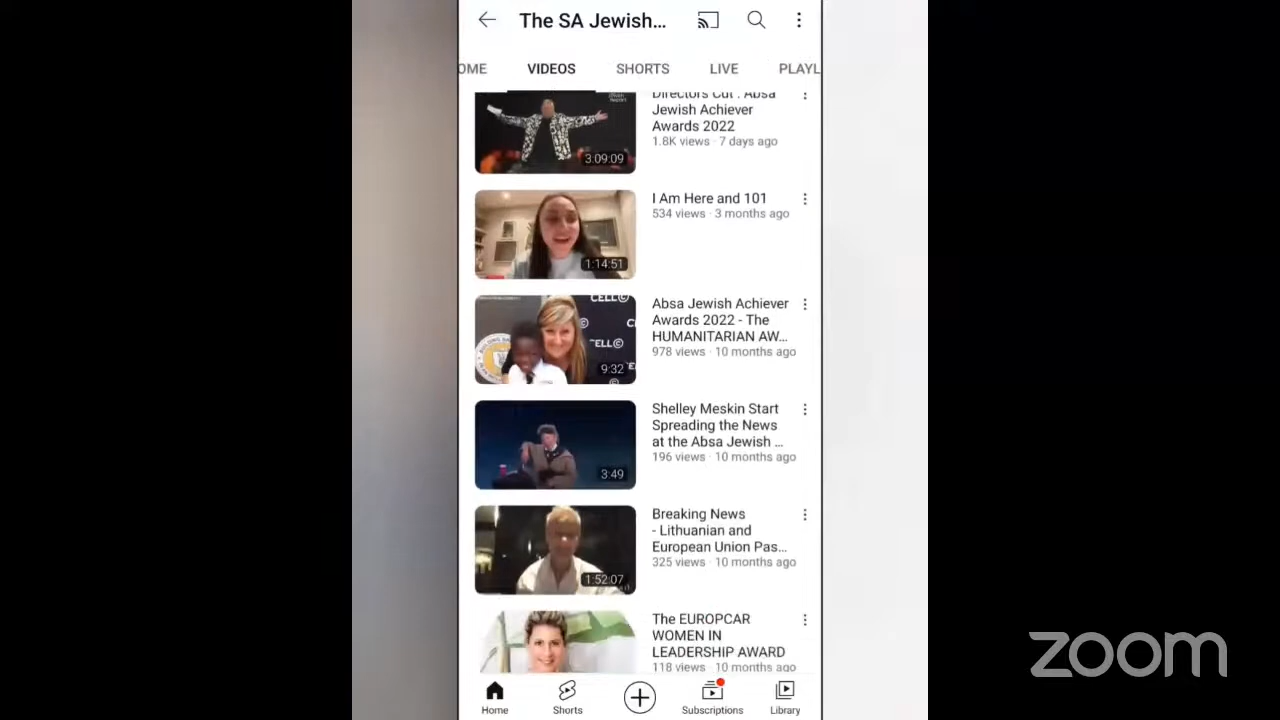 The SA Jewish...
OME VIDEOS SHORTS LIVE PLAYL
Directors Cut : Absa
Jewish Achiever
Awards 2022
1.8K views · 7 days ago
3:09:09
I Am Here and 101
534 views · 3 months ago
1:14:51
CELLC
CELLC
Absa Jewish Achiever
Awards 2022 - The
HUMANITARIAN AW...
978 views · 10 months ago
9:32
Shelley Meskin Start
Spreading the News
at the Absa Jewish ...
196 views · 10 months ago
3:49
Breaking News
- Lithuanian and
European Union Pas...
325 views · 10 months ago
1:52:07
The EUROPCAR
WOMEN IN
LEADERSHIP AWARD
118 views · 10 months ago
Home Shorts Subscriptions Library
zoom